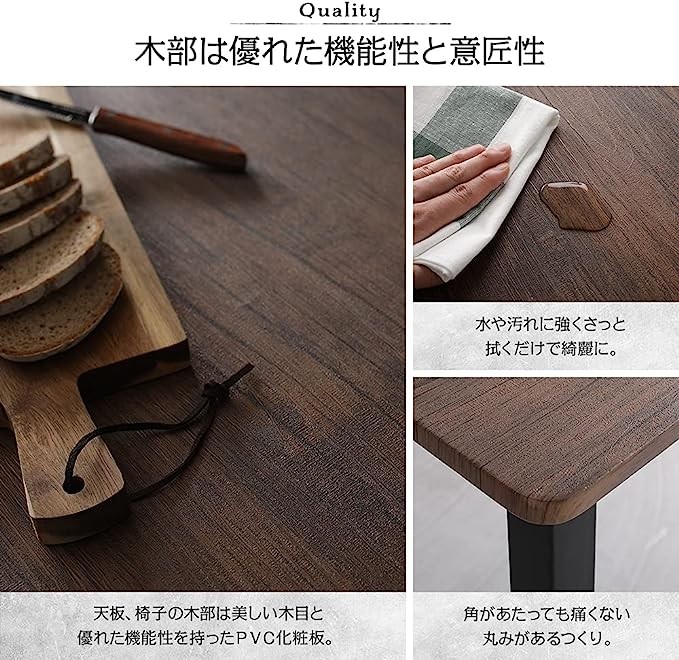 Quality
木部は優れた機能性と意匠性
水や汚れに強くさっと
拭くだけで綺麗に。
天板、椅子の木部は美しい木目と
優れた機能性を持ったPVC化粧板。
角があたっても痛くない
丸みがあるつくり。